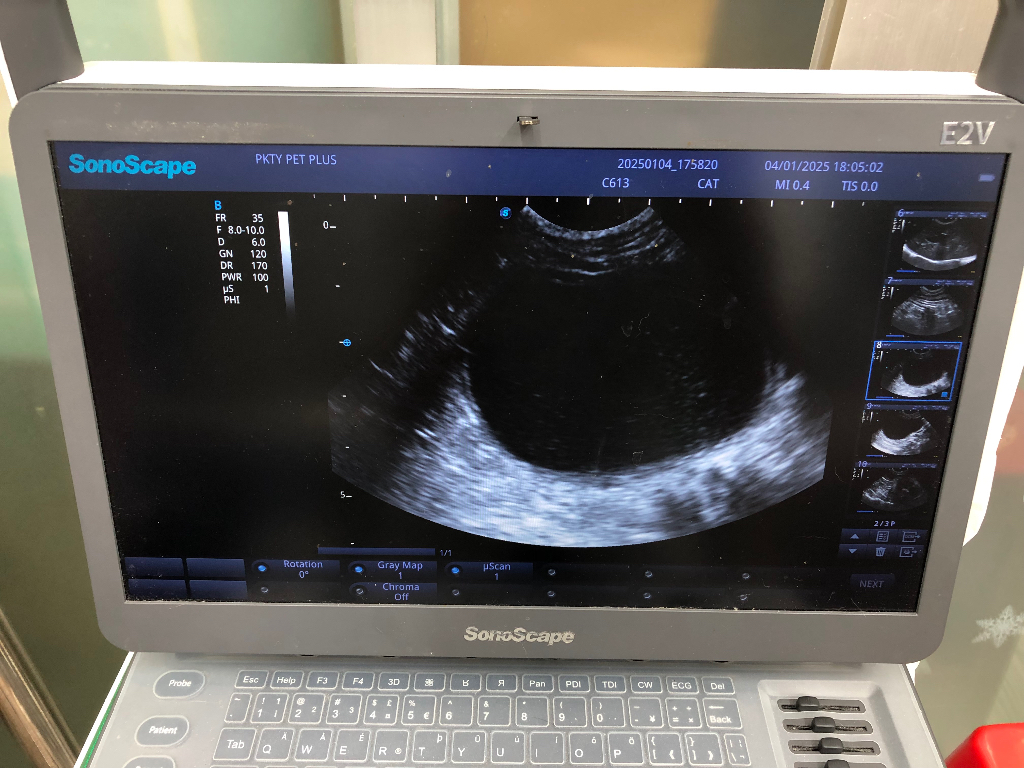 E2V
SonoScape
PKTY PET PLUS
20250104_175820
04/01/2025 18:05:02
C613
CAT
MI 0.4
TIS 0.0
B
FR 35
F 8.0-10.0
D 6.0
GN 120
DR 170
PWR 100
µS 1
PHI
0
5
6
7
8
9
10
2/3 P
1/1
Rotation
0°
Gray Map
1
µScan
1
Chroma
Off
NEXT
SonoScape
Probe
Esc Help F3 F4 3D Pan PDI TDI CW ECG Del
Patient
Back
Tab Q W E R T Y U I O P